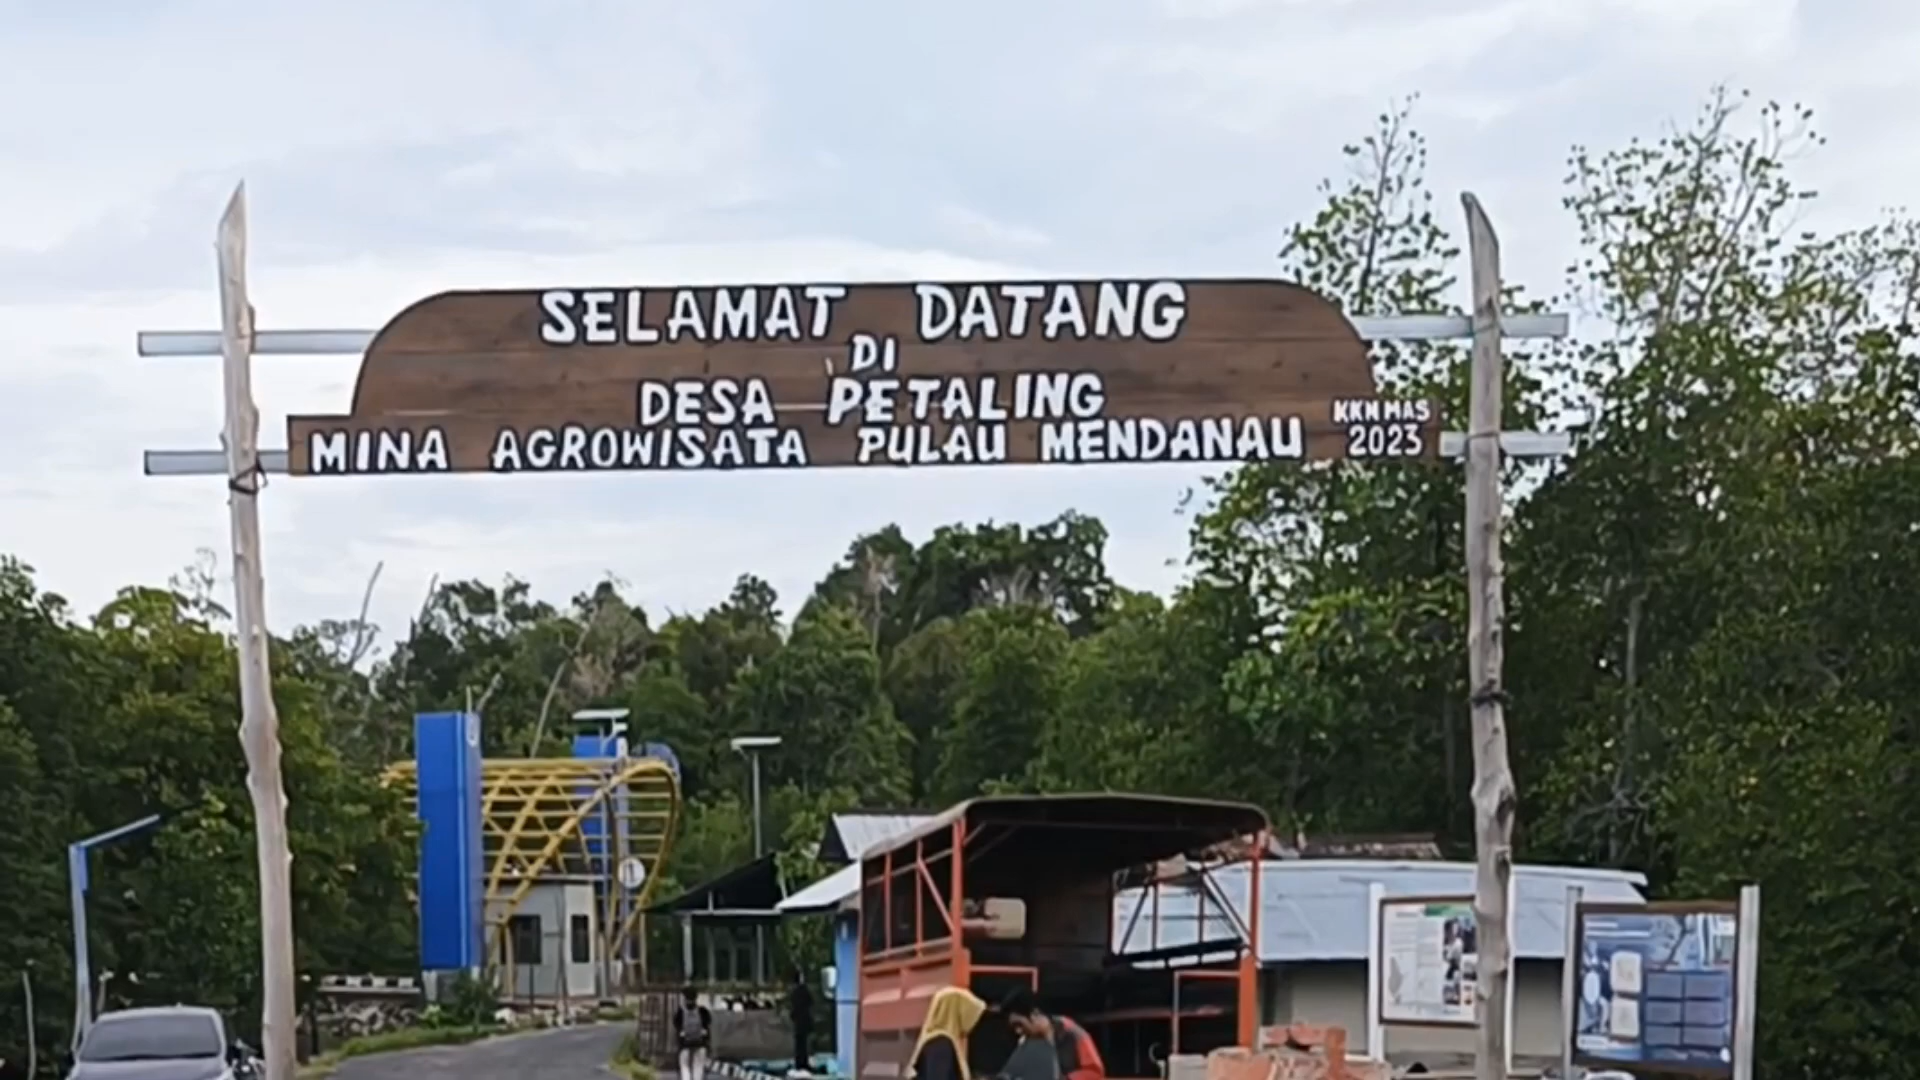 SELAMAT DATANG
DI
DESA PETALING
MINA AGROWISATA PULAU MENDANAU
KKN MAS
2023